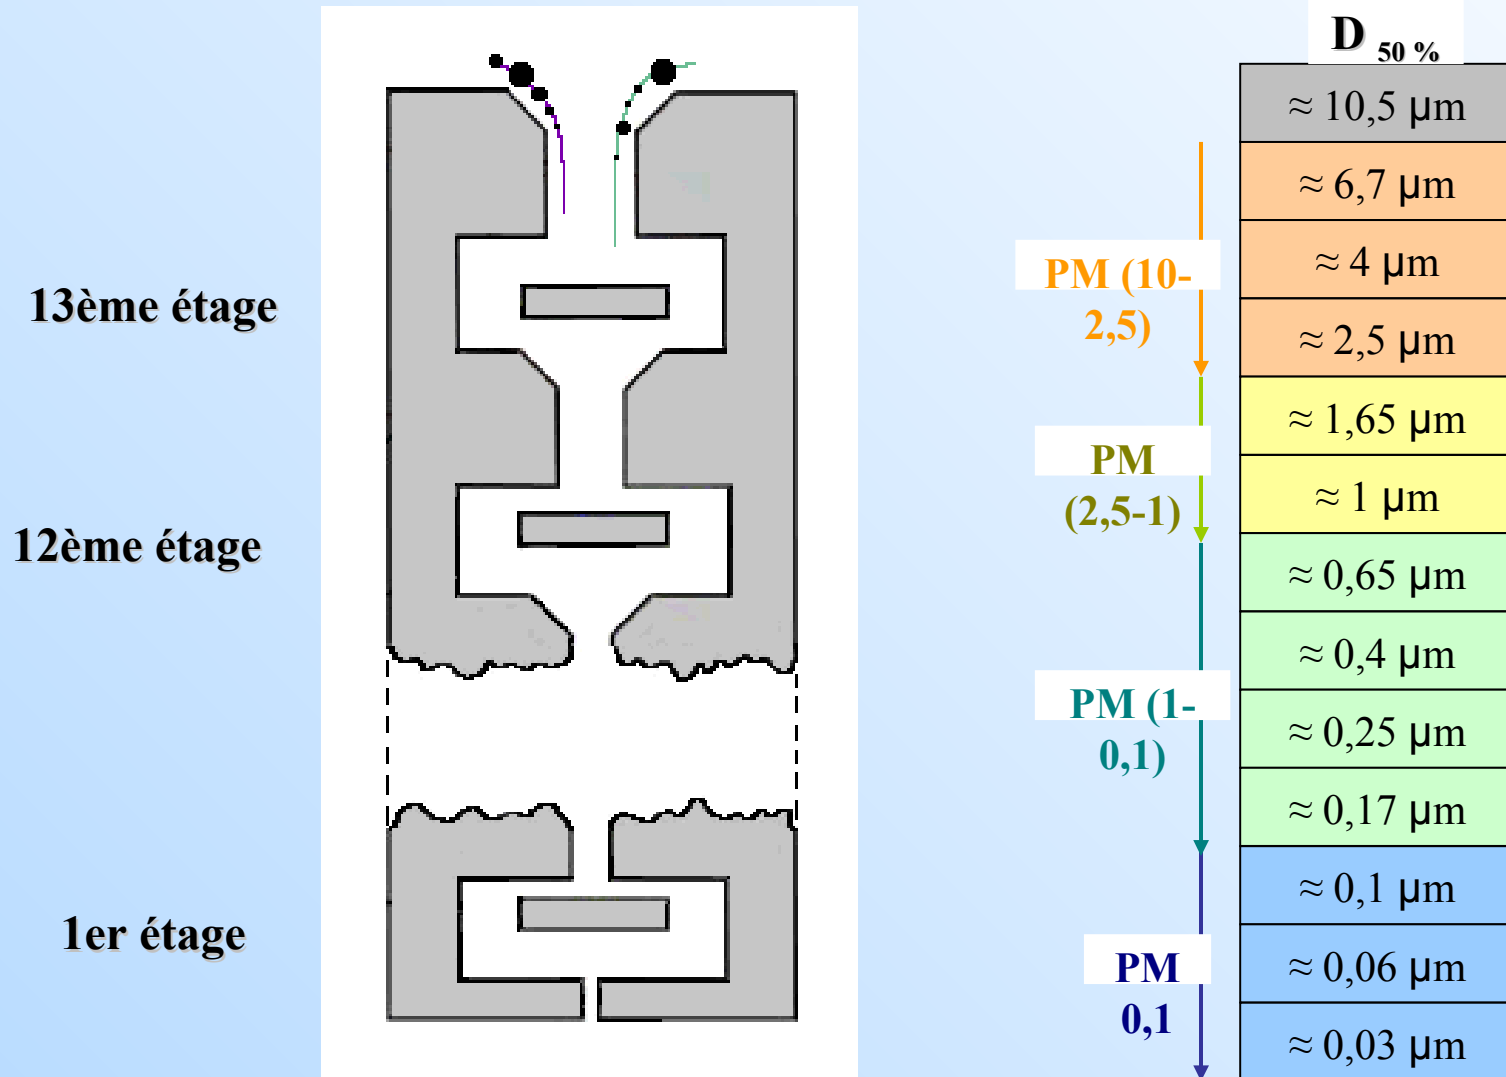 13ème étage
12ème étage
1er étage
PM (10-
2,5)
PM
(2,5-1)
PM (1-
0,1)
PM
0,1
D 50 %
≈ 10,5 µm
≈ 6,7 µm
≈ 4 µm
≈ 2,5 µm
≈ 1,65 µm
≈ 1 µm
≈ 0,65 µm
≈ 0,4 µm
≈ 0,25 µm
≈ 0,17 µm
≈ 0,1 µm
≈ 0,06 µm
≈ 0,03 µm